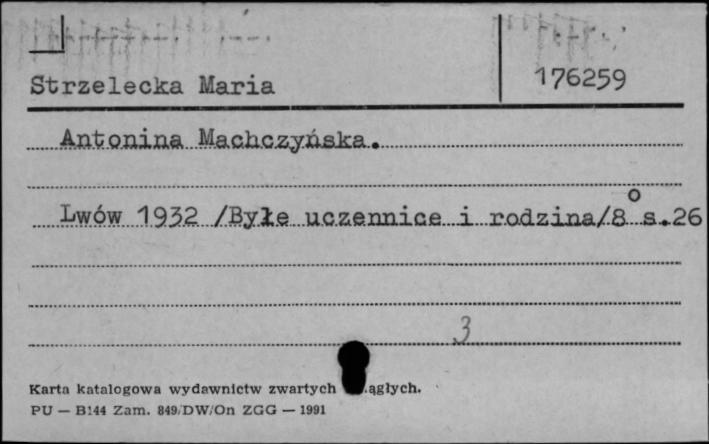 Strzelecka Maria
176259
Antonina Machczyńska.
Lwów 1932 /Byłe uczennice i rodzina/8° s.26
3
Karta katalogowa wydawnictw zwartych ągłych.
PU — B144 Zam. 849/DW/On ZGG — 1991